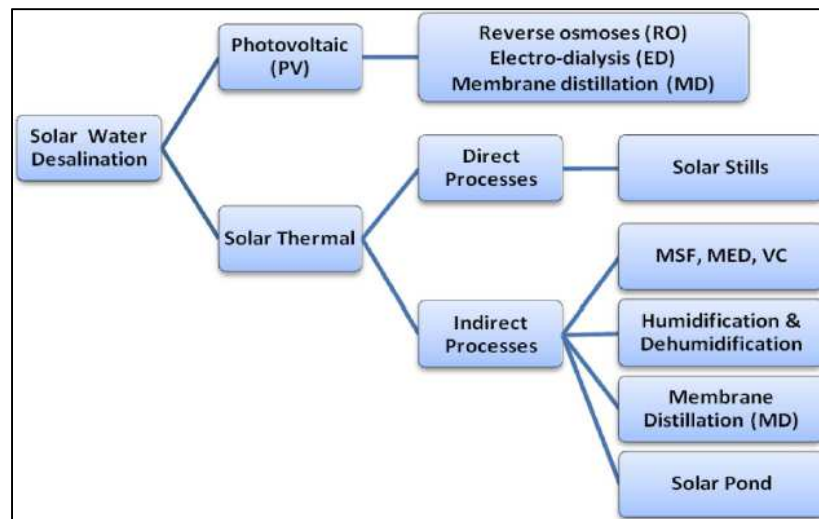 Solar Water
Desalination
Photovoltaic
(PV)
Reverse osmoses (RO)
Electro-dialysis (ED)
Membrane distillation (MD)
Solar Thermal
Direct
Processes
Solar Stills
Indirect
Processes
MSF, MED, VC
Humidification &
Dehumidification
Membrane
Distillation (MD)
Solar Pond